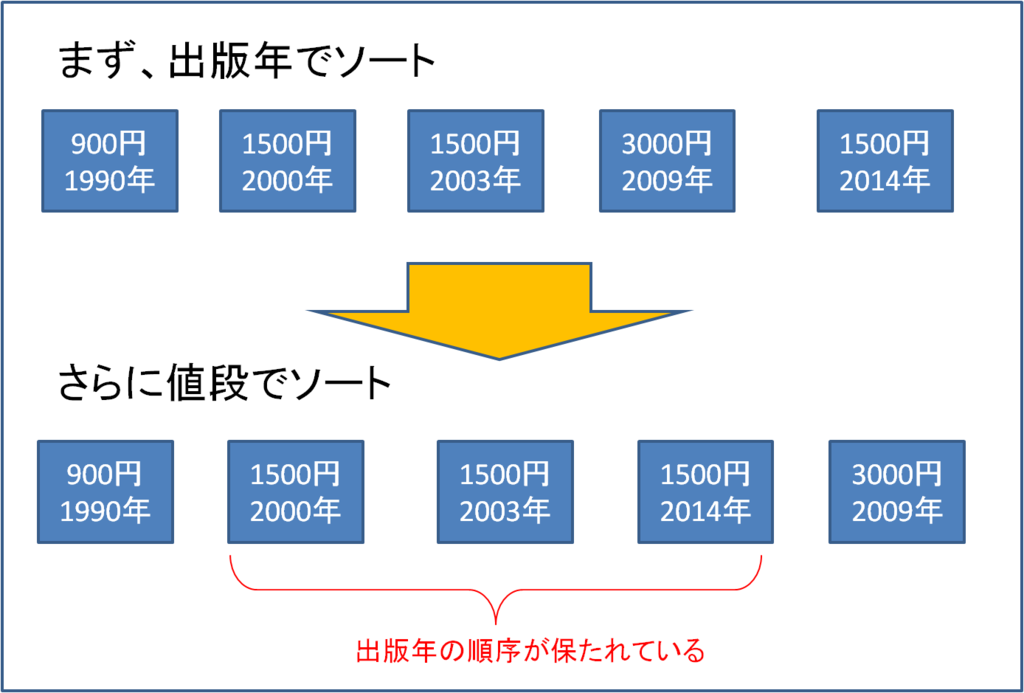 まず、出版年でソート
900円
1990年
1500円
2000年
1500円
2003年
3000円
2009年
1500円
2014年
さらに値段でソート
900円
1990年
1500円
2000年
1500円
2003年
1500円
2014年
3000円
2009年
出版年の順序が保たれている